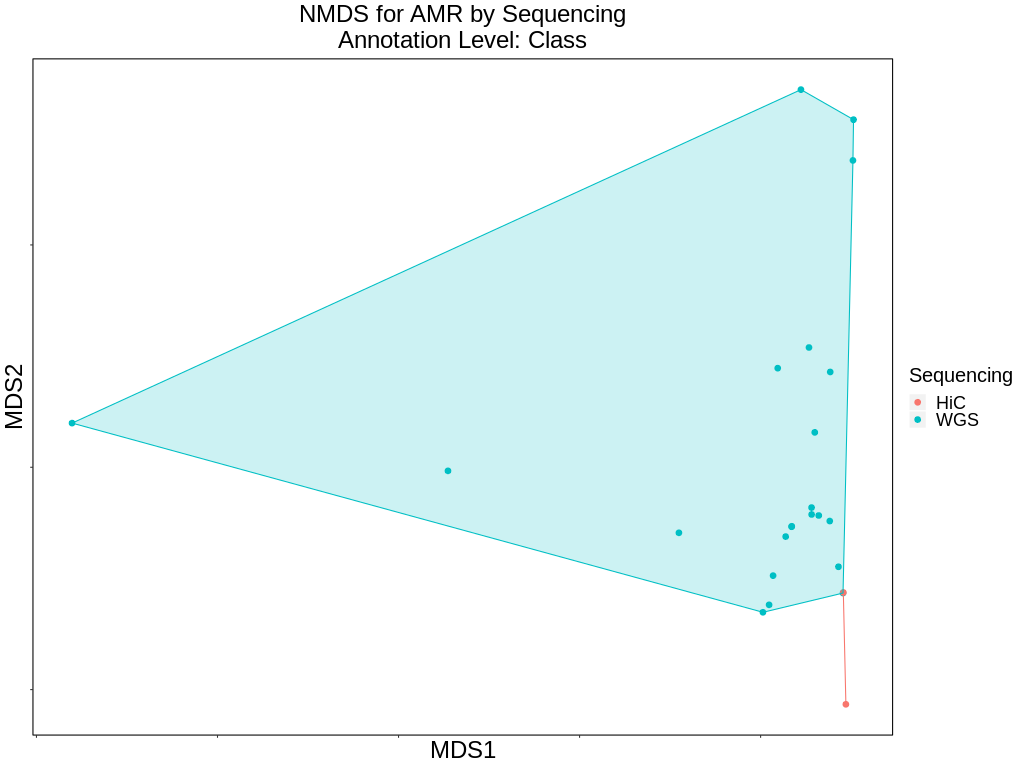 NMDS for AMR by Sequencing
Annotation Level: Class
MDS2
Sequencing
HiC
WGS
MDS1